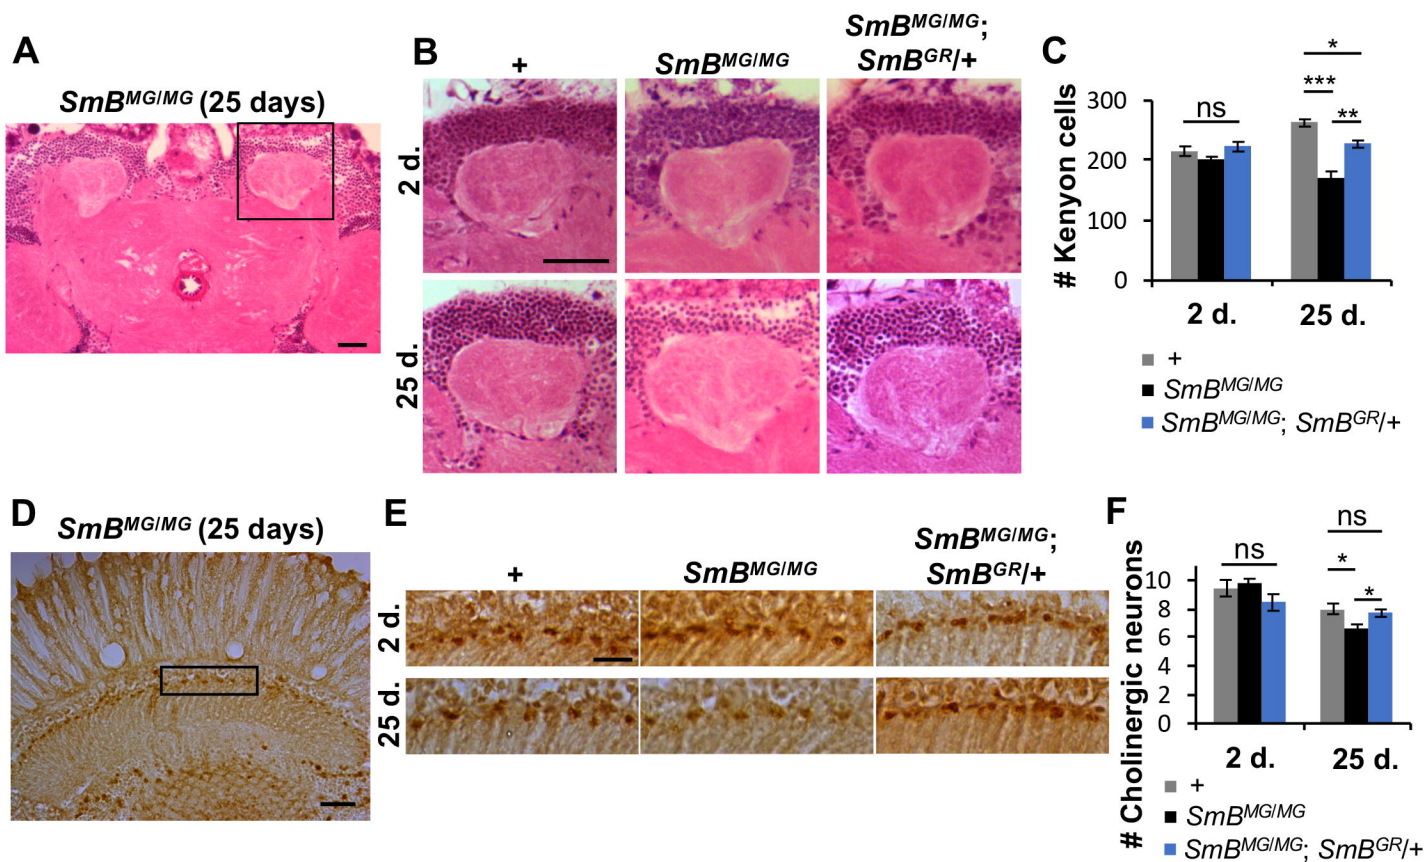 A
SmB^MG/MG (25 days)
B
+
SmB^MG/MG
SmB^MG/MG;
SmB^GR/+
2 d.
25 d.
C
# Kenyon cells
300
200
100
0
ns
*
***
**
2 d.
25 d.
+
SmB^MG/MG
SmB^MG/MG; SmB^GR/+
D
SmB^MG/MG (25 days)
E
+
SmB^MG/MG
SmB^MG/MG;
SmB^GR/+
2 d.
25 d.
F
# Cholinergic neurons
10
8
6
4
2
0
ns
ns
*
*
2 d.
25 d.
+
SmB^MG/MG
SmB^MG/MG; SmB^GR/+